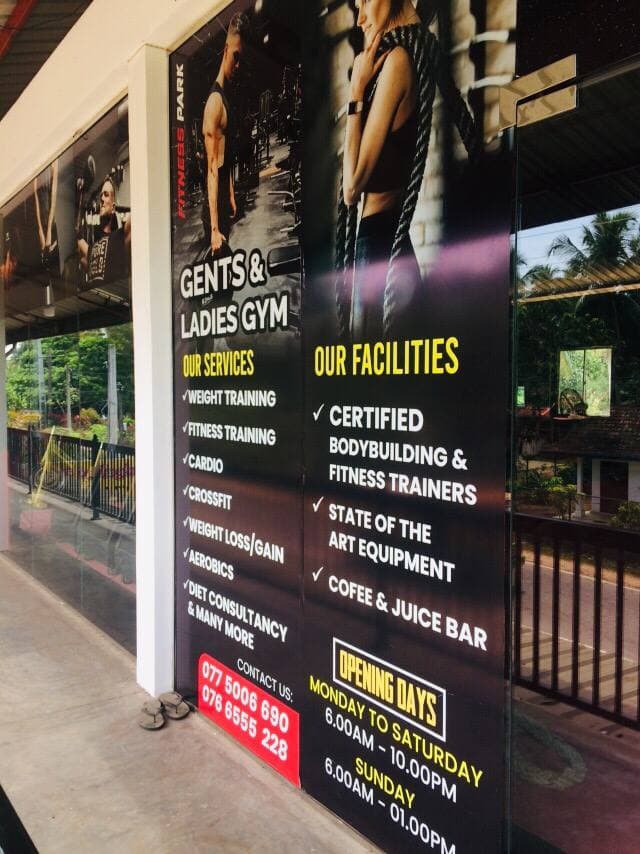 FITNESS PARK
GENTS &
LADIES GYM
OUR SERVICES
✓WEIGHT TRAINING
✓FITNESS TRAINING
✓CARDIO
✓CROSSFIT
✓WEIGHT LOSS/GAIN
✓AEROBICS
✓DIET CONSULTANCY
& MANY MORE
CONTACT US:
077 5006 690
076 6555 228
OUR FACILITIES
✓ CERTIFIED
BODYBUILDING &
FITNESS TRAINERS
✓ STATE OF THE
ART EQUIPMENT
✓ COFEE & JUICE BAR
OPENING DAYS
MONDAY TO SATURDAY
6.00AM - 10.00PM
SUNDAY
6.00AM - 01.00PM